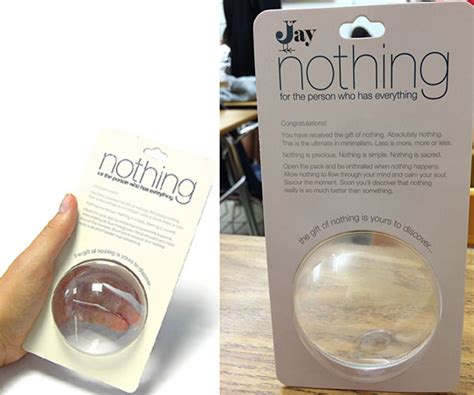 nothing
for the person who has everything.
the gift of nothing is yours to discover...
Jay
nothing
for the person who has everything
Congratulations!
You have received the gift of nothing. Absolutely nothing.
This is the ultimate in minimalism. Less is more, more or less.
Nothing is precious. Nothing is simple. Nothing is sacred.
Open the pack and be enthralled when nothing happens.
Allow nothing to flow through your mind and calm your soul.
Savour the moment. Soon you'll discover that nothing
really is so much better than something.
the gift of nothing is yours to discover...